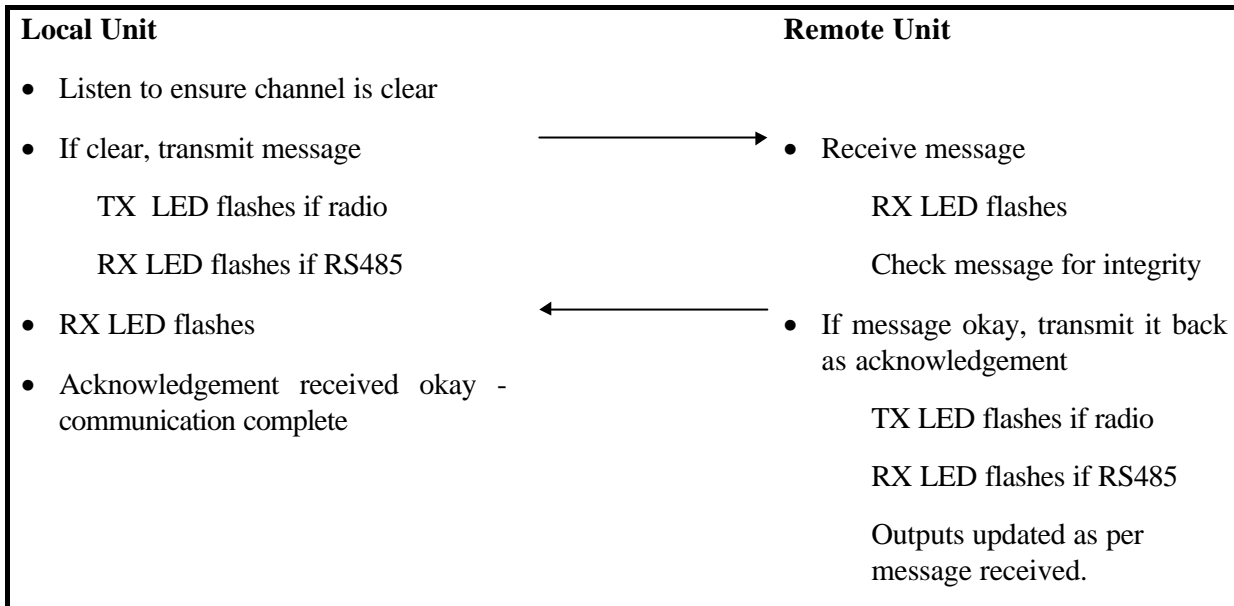 Local Unit
• Listen to ensure channel is clear
• If clear, transmit message
TX LED flashes if radio
RX LED flashes if RS485
• RX LED flashes
• Acknowledgement received okay -
communication complete
Remote Unit
• Receive message
RX LED flashes
Check message for integrity
• If message okay, transmit it back
as acknowledgement
TX LED flashes if radio
RX LED flashes if RS485
Outputs updated as per
message received.